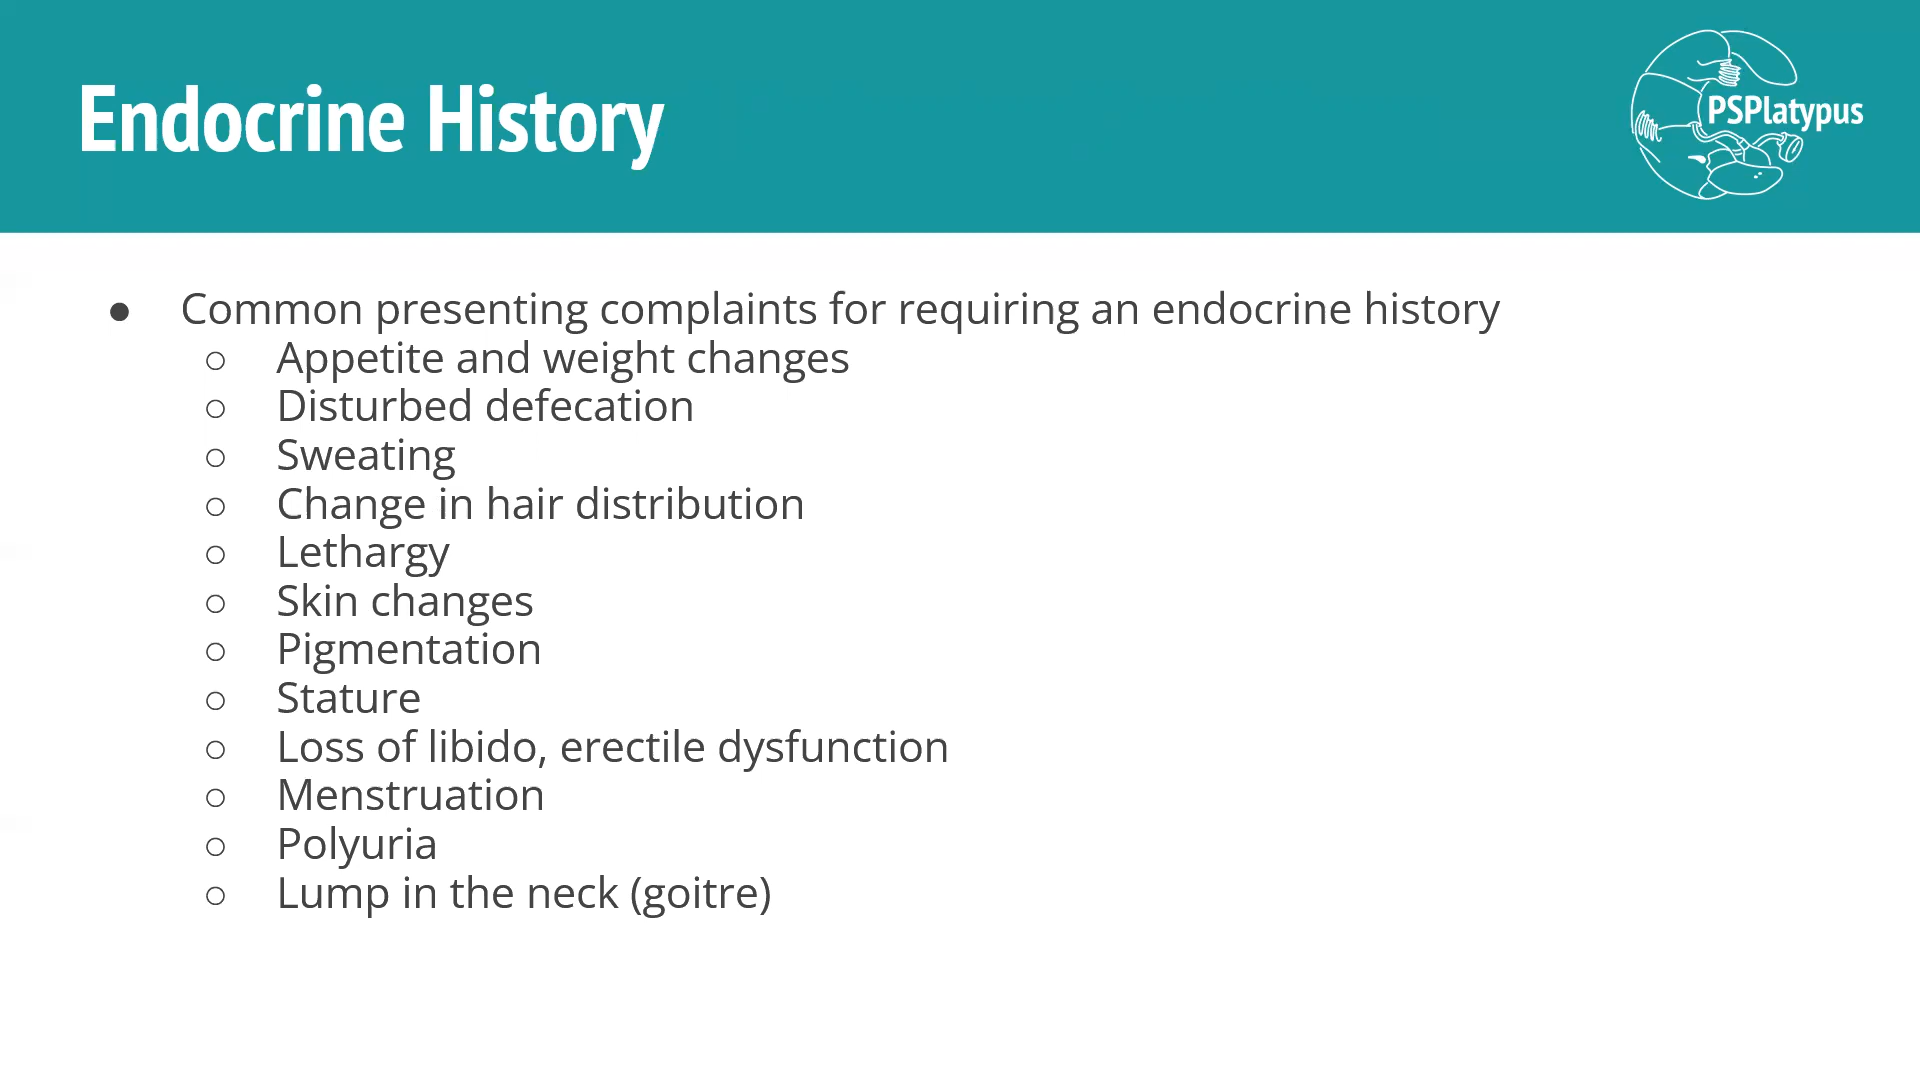 Endocrine History
PSPlatypus
● Common presenting complaints for requiring an endocrine history
○ Appetite and weight changes
○ Disturbed defecation
○ Sweating
○ Change in hair distribution
○ Lethargy
○ Skin changes
○ Pigmentation
○ Stature
○ Loss of libido, erectile dysfunction
○ Menstruation
○ Polyuria
○ Lump in the neck (goitre)